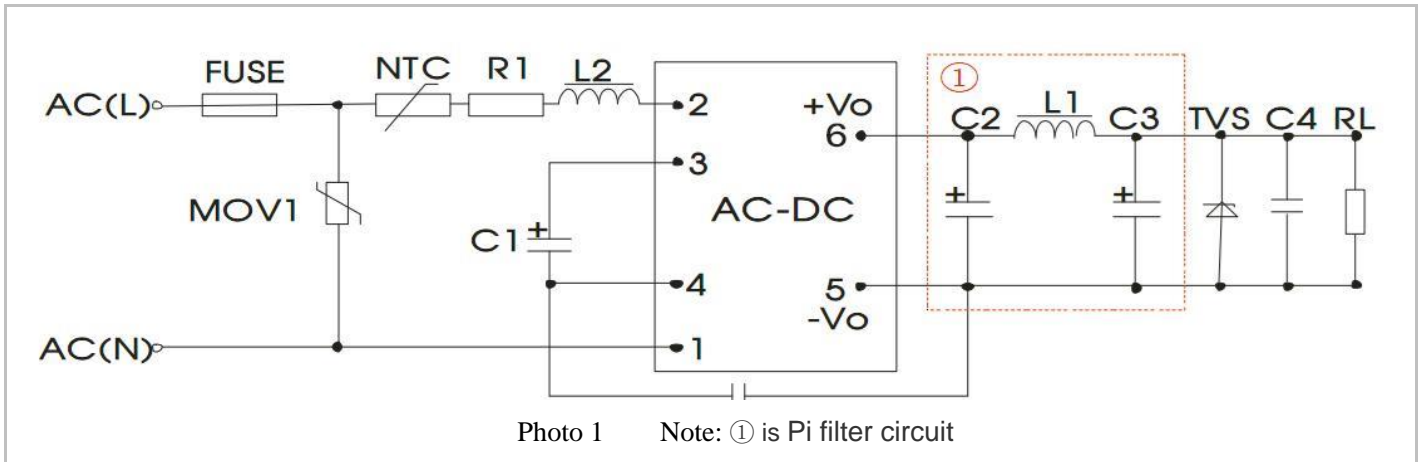 FUSE NTC R1 L2
AC(L)
2
+Vo
6
①
C2 L1 C3 TVS C4 RL
3
MOV1
AC-DC
C1 +
+ +
4
5
-Vo
AC(N)
1
Photo 1 Note: ① is Pi filter circuit